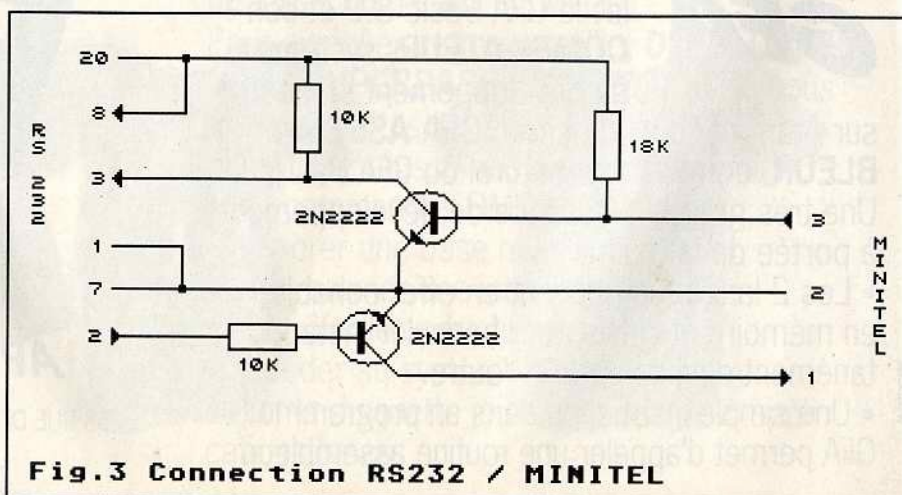 20
8
10K
18K
RS 232
3
2N2222
3
1
7
2
2
2N2222
10K
1
MINITEL
Fig.3 Connection RS232 / MINITEL